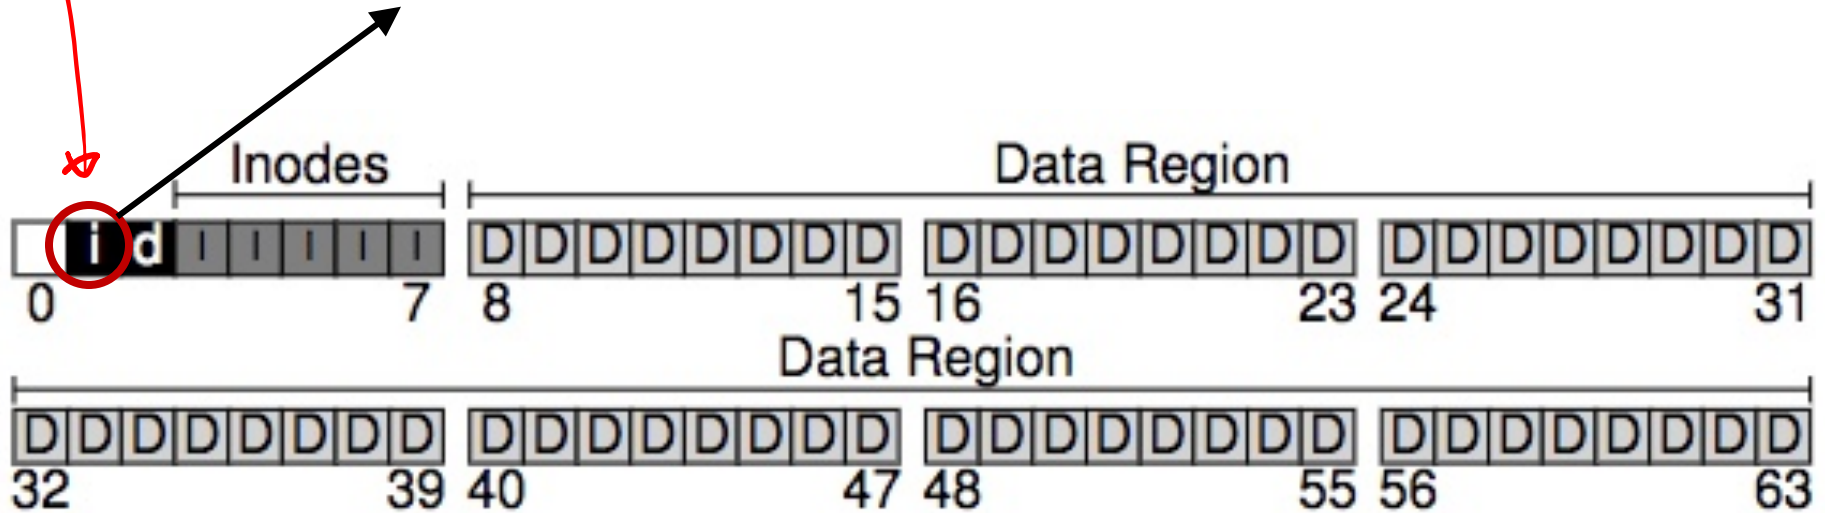 Inodes Data Region
i d I I I I I D D D D D D D D D D D D D D D D D D D D D D D D
0 7 8 15 16 23 24 31
Data Region
D D D D D D D D D D D D D D D D D D D D D D D D D D D D D D D D
32 39 40 47 48 55 56 63